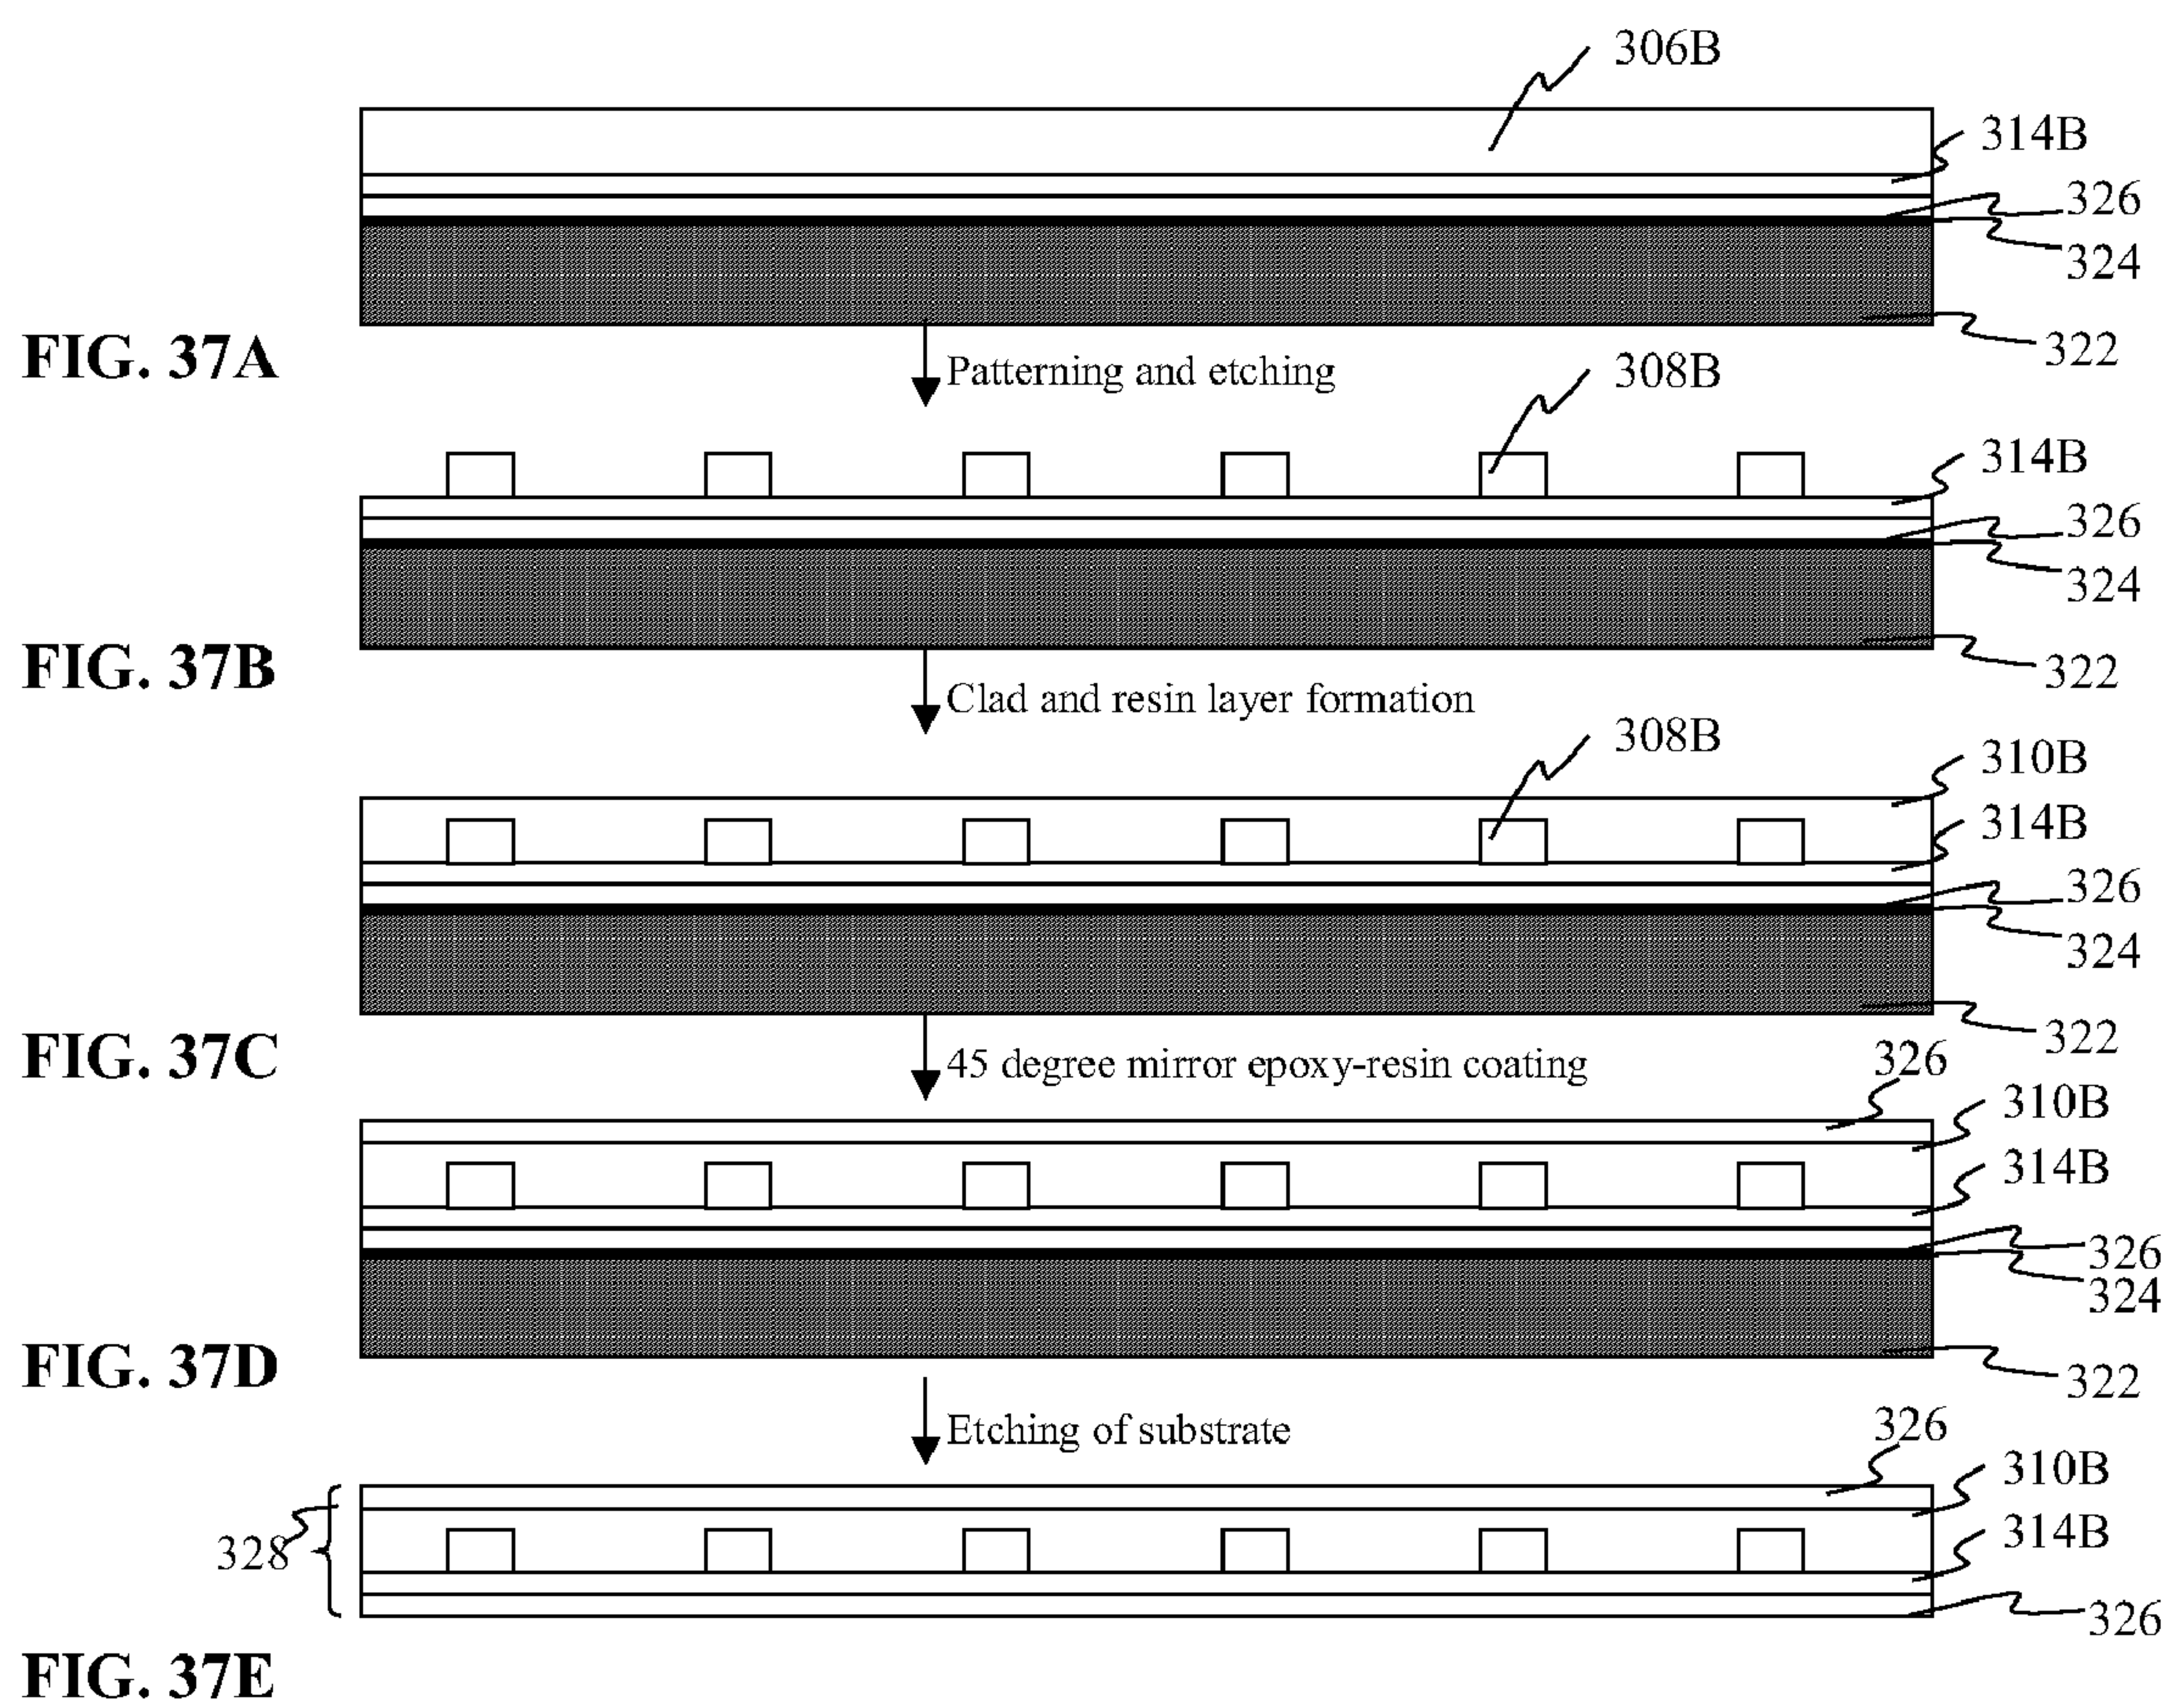 306B
314B
326
324
322
FIG. 37A
Patterning and etching
308B
314B
326
324
322
FIG. 37B
Clad and resin layer formation
308B
310B
314B
326
324
322
FIG. 37C
45 degree mirror epoxy-resin coating
326
310B
314B
326
324
322
FIG. 37D
Etching of substrate
326
310B
314B
328
326
FIG. 37E